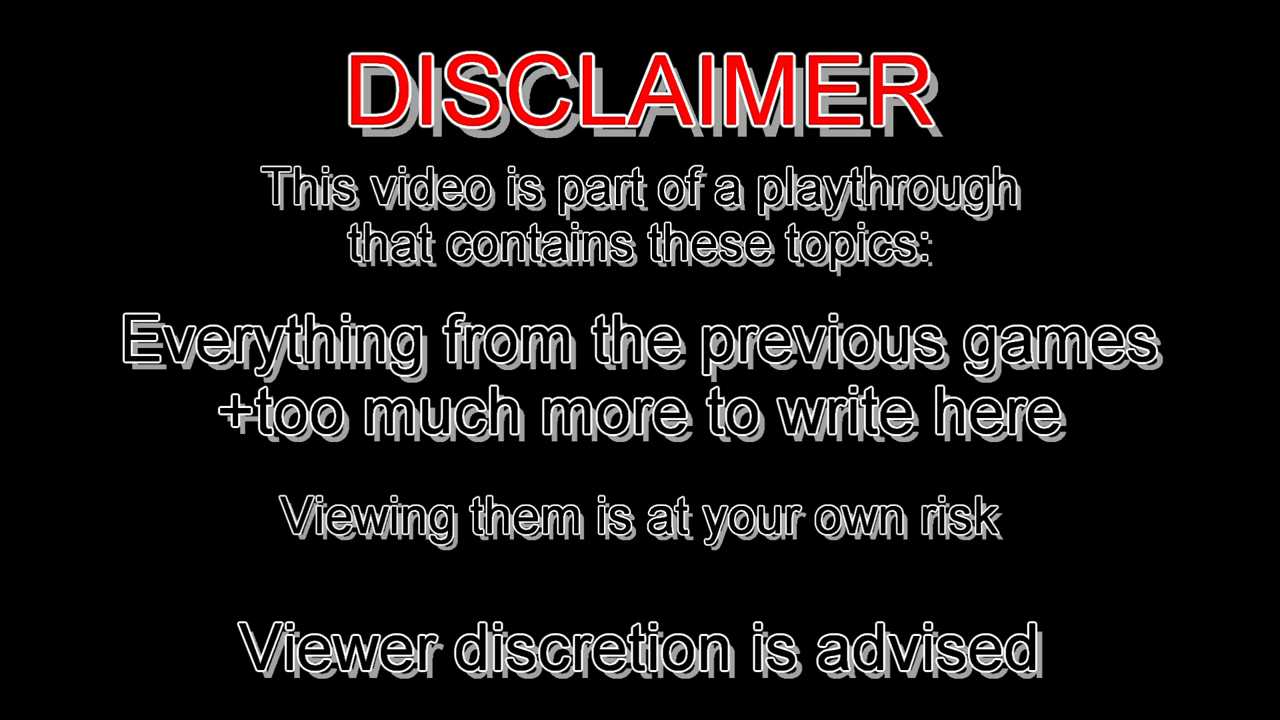 DISCLAIMER
This video is part of a playthrough
that contains these topics:
Everything from the previous games
+too much more to write here
Viewing them is at your own risk
Viewer discretion is advised